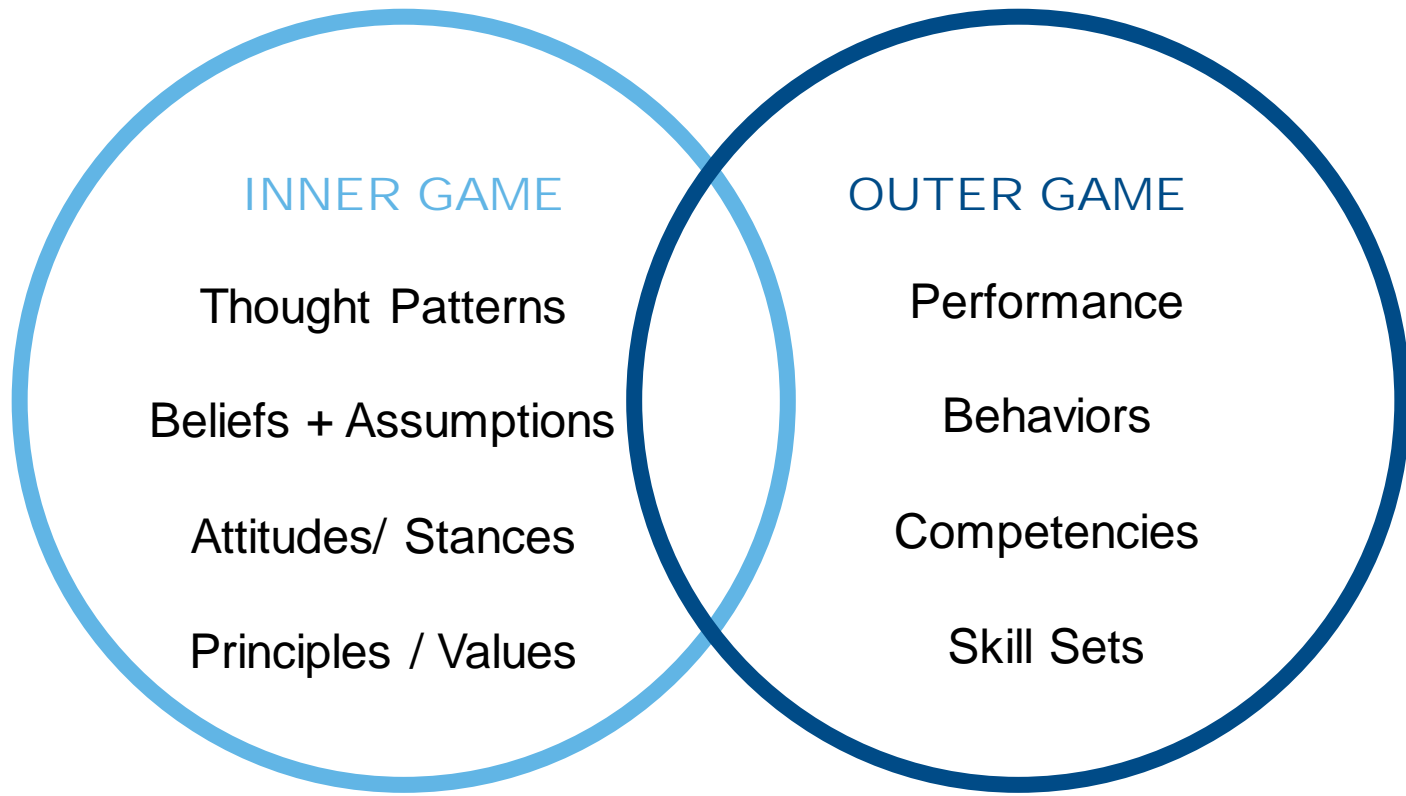 INNER GAME
Thought Patterns
Beliefs + Assumptions
Attitudes/ Stances
Principles / Values
OUTER GAME
Performance
Behaviors
Competencies
Skill Sets